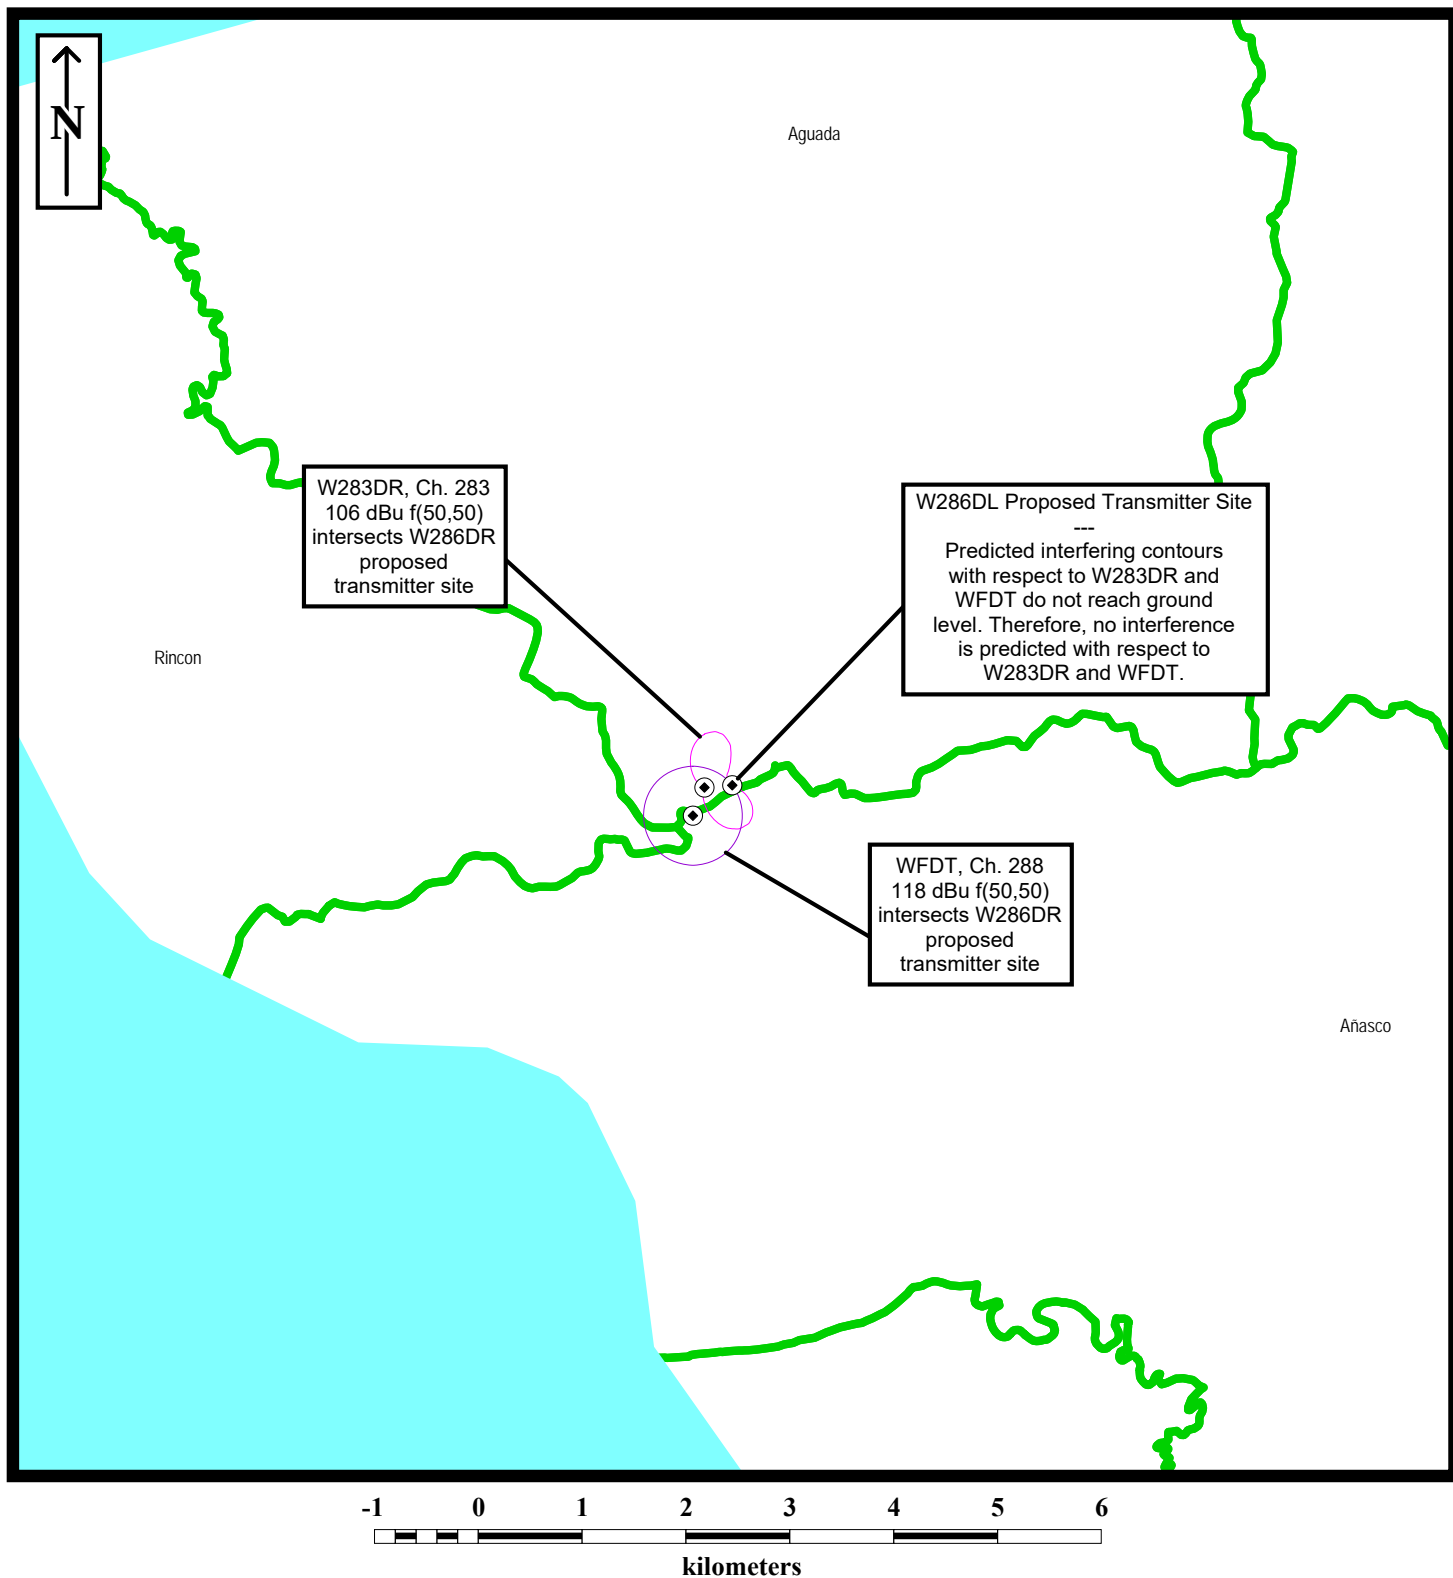 N
Aguada
W283DR, Ch. 283
106 dBu f(50,50)
intersects W286DR
proposed
transmitter site
W286DL Proposed Transmitter Site
---
Predicted interfering contours
with respect to W283DR and
WFDT do not reach ground
level. Therefore, no interference
is predicted with respect to
W283DR and WFDT.
Rincon
WFDT, Ch. 288
118 dBu f(50,50)
intersects W286DR
proposed
transmitter site
Añasco
-1 0 1 2 3 4 5 6
kilometers